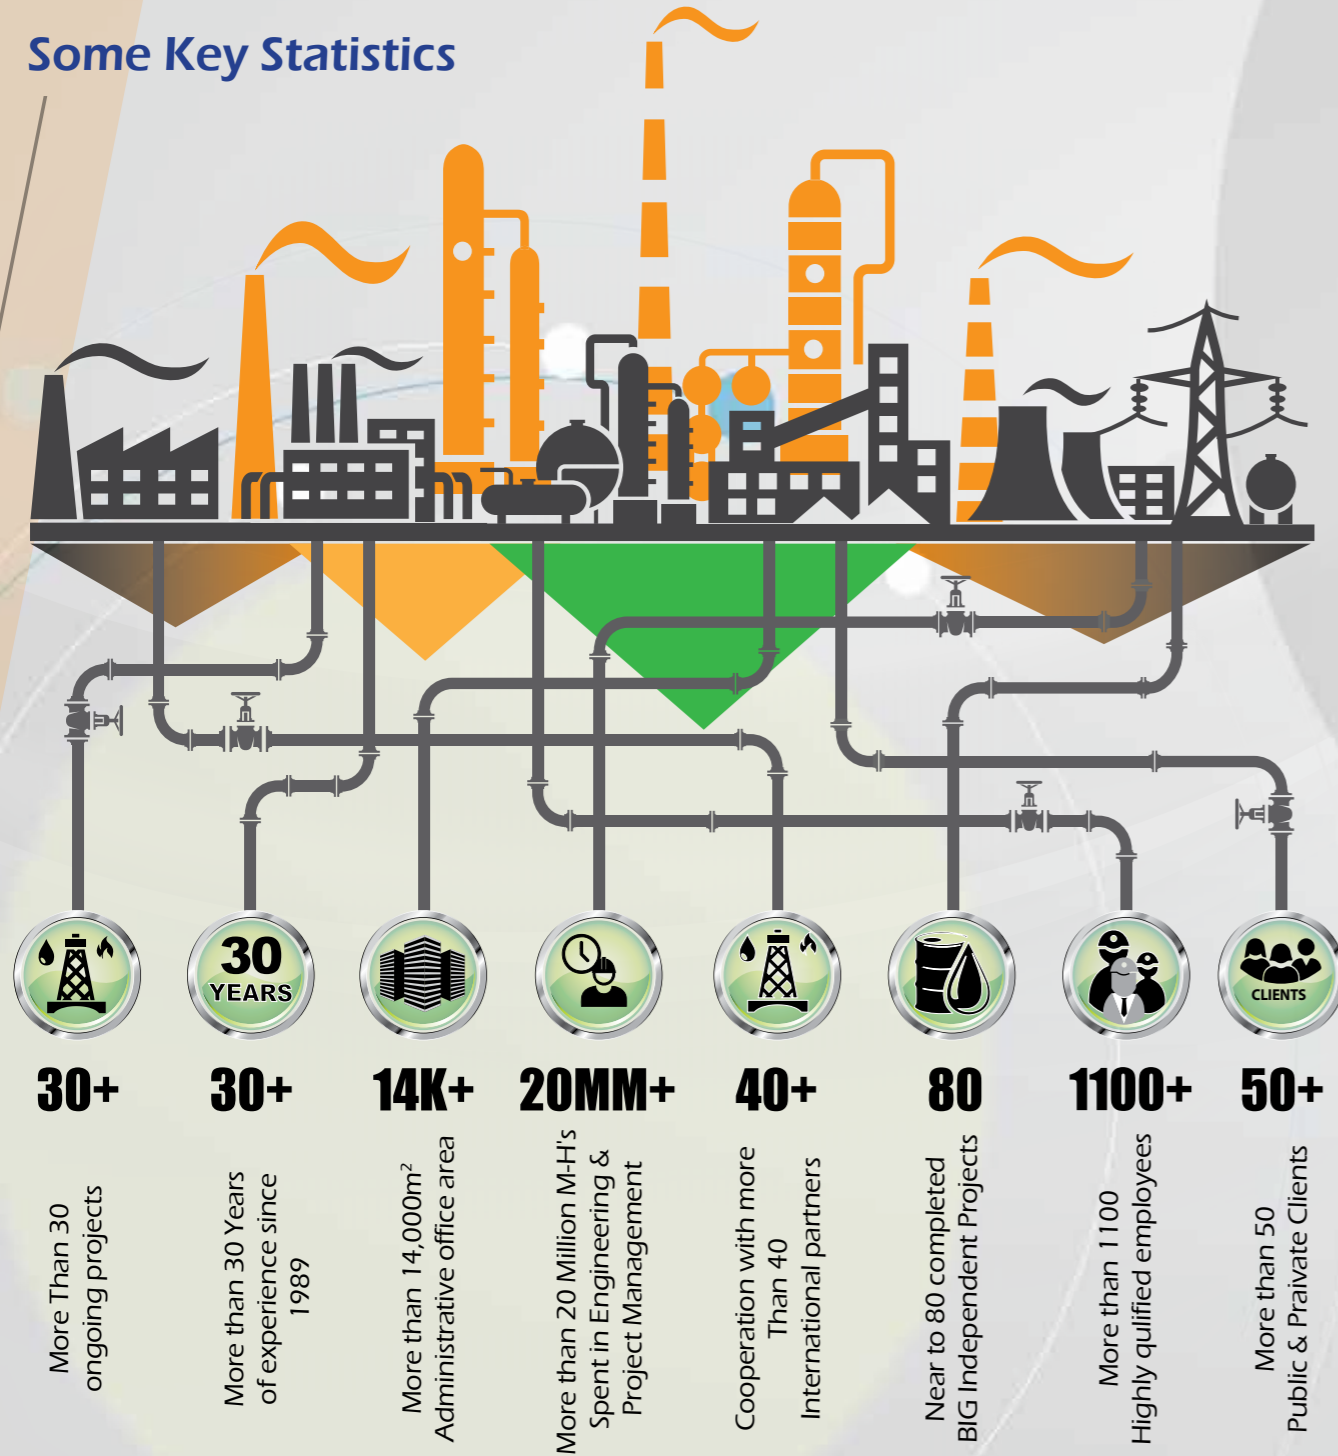 Some Key Statistics
30
YEARS
CLIENTS
30+
30+
14K+
20MM+
40+
80
1100+
50+
More Than 30
ongoing projects
More than 30 Years
of experience since
1989
More than 14,000m²
Administrative office area
More than 20 Million M-H's
Spent in Engineering &
Project Management
Cooperation with more
Than 40
International partners
Near to 80 completed
BIG Independent Projects
More than 1100
Highly qulified employees
More than 50
Public & Praivate Clients